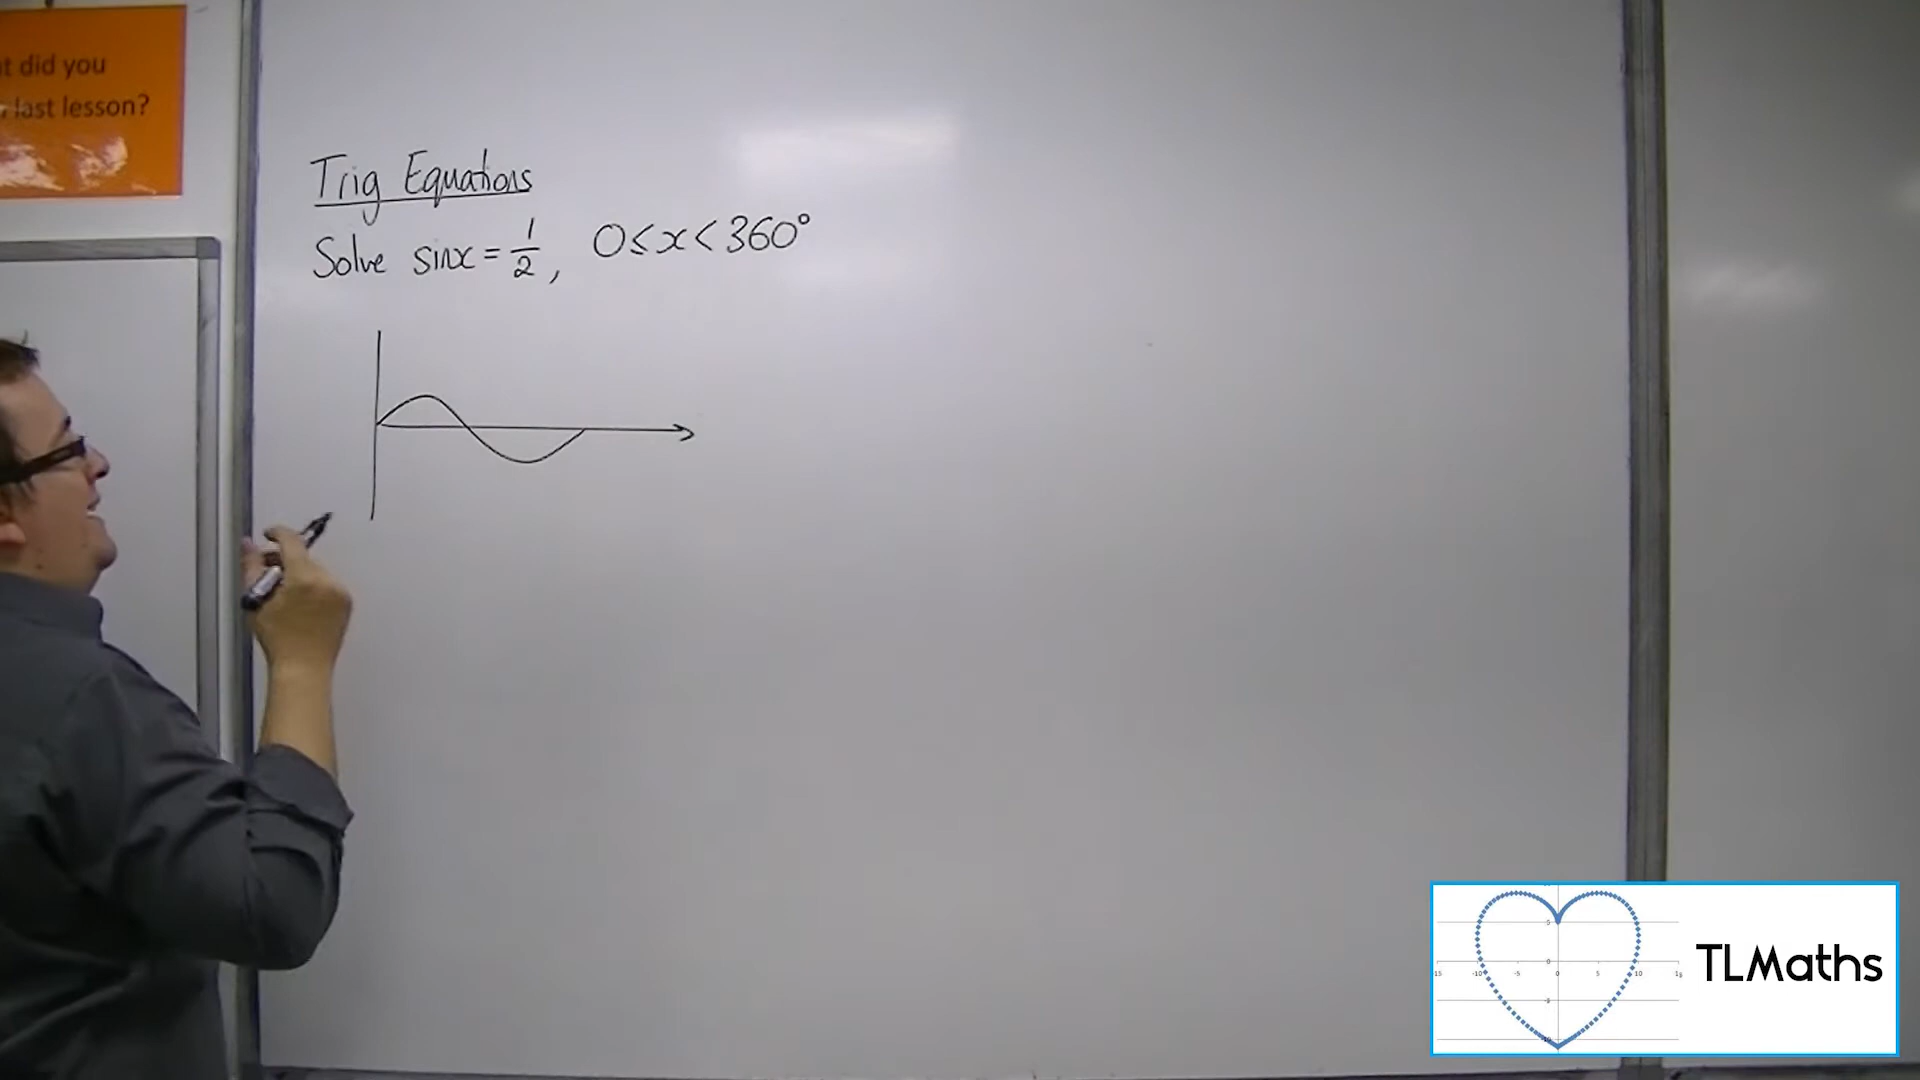 t did you
last lesson?
Trig Equations
Solve sinx = 1/2, 0≤x<360°
TLMaths